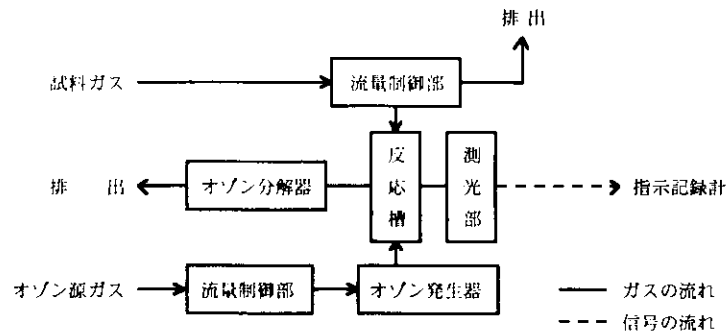 排出
試料ガス
流量制御部
反応槽
測光部
排出
オゾン分解器
指示記録計
オゾン源ガス
流量制御部
オゾン発生器
ガスの流れ
信号の流れ